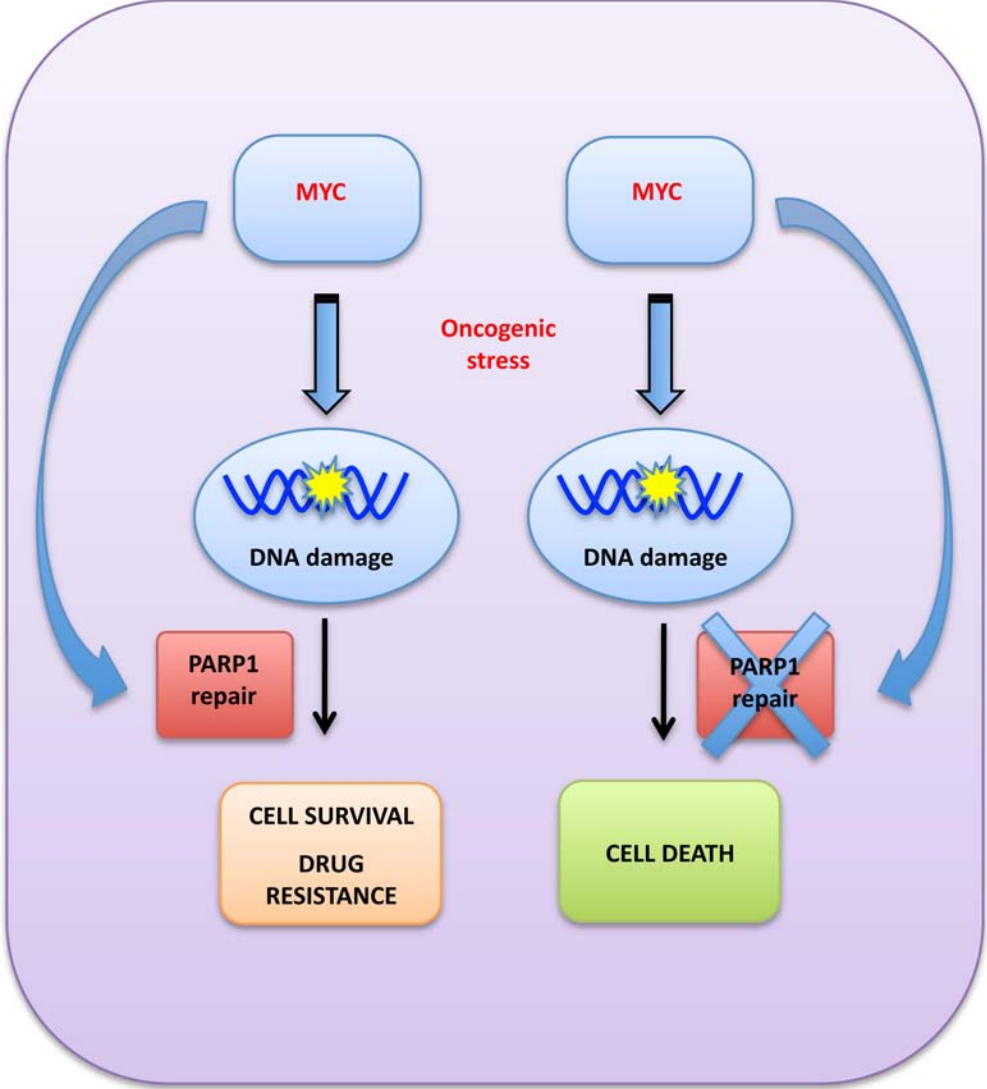 MYC
MYC
Oncogenic
stress
DNA damage
DNA damage
PARP1
repair
PARP1
repair
CELL SURVIVAL
DRUG
RESISTANCE
CELL DEATH